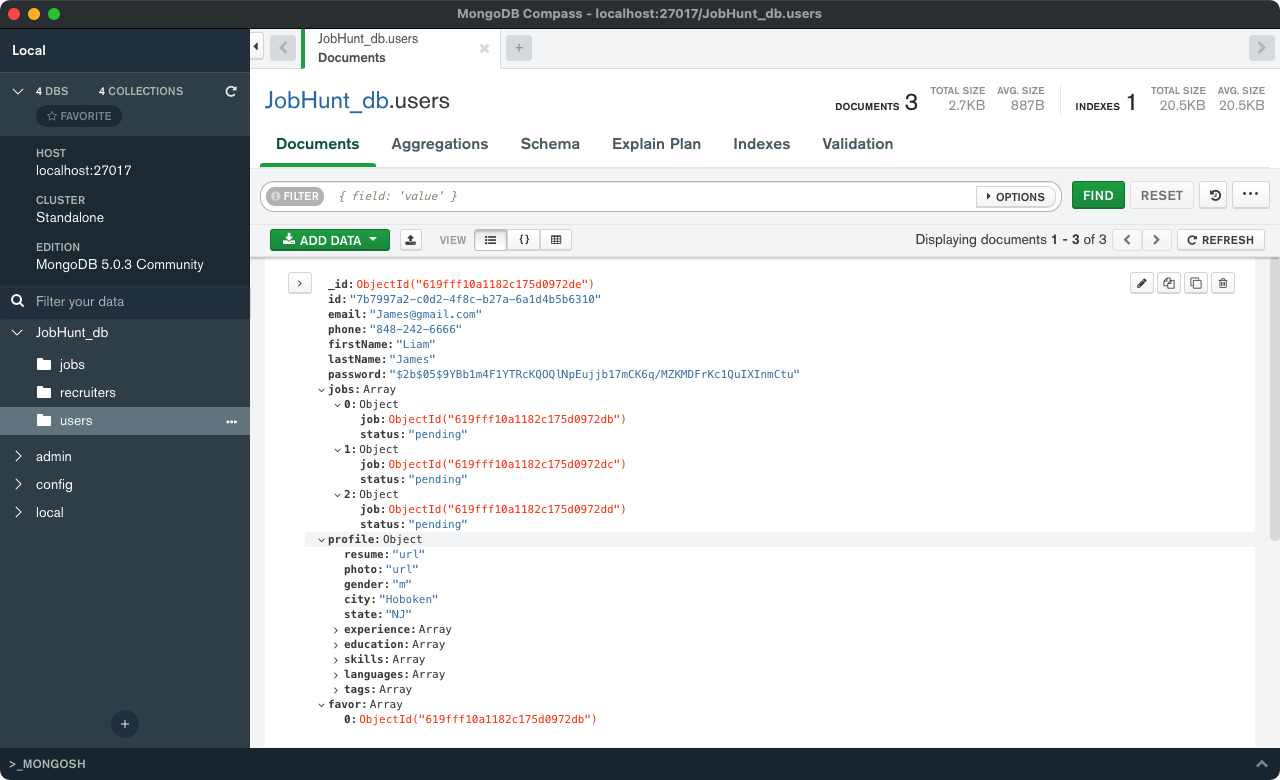 MongoDB Compass - localhost:27017/JobHunt_db.users
Local
4 DBS 4 COLLECTIONS
FAVORITE
HOST
localhost:27017
CLUSTER
Standalone
EDITION
MongoDB 5.0.3 Community
Filter your data
JobHunt_db
jobs
recruiters
users
admin
config
local
JobHunt_db.users
Documents
JobHunt_db.users
DOCUMENTS 3 TOTAL SIZE 2.7KB AVG. SIZE 887B INDEXES 1 TOTAL SIZE 20.5KB AVG. SIZE 20.5KB
Documents Aggregations Schema Explain Plan Indexes Validation
FILTER { field: 'value' } OPTIONS FIND RESET
ADD DATA VIEW {} Displaying documents 1 - 3 of 3 REFRESH
_id: ObjectId("619fff10a1182c175d0972de")
id: "7b7997a2-c0d2-4f8c-b27a-6a1d4b5b6310"
email: "James@gmail.com"
phone: "848-242-6666"
firstName: "Liam"
lastName: "James"
password: "$2b$05$9YBb1m4F1YTRcKQOQlNpEujjb17mCK6q/MZKMDFrKc1QuIXInmCtu"
jobs: Array
0: Object
job: ObjectId("619fff10a1182c175d0972db")
status: "pending"
1: Object
job: ObjectId("619fff10a1182c175d0972dc")
status: "pending"
2: Object
job: ObjectId("619fff10a1182c175d0972dd")
status: "pending"
profile: Object
resume: "url"
photo: "url"
gender: "m"
city: "Hoboken"
state: "NJ"
experience: Array
education: Array
skills: Array
languages: Array
tags: Array
favor: Array
0: ObjectId("619fff10a1182c175d0972db")
>_MONGOSH